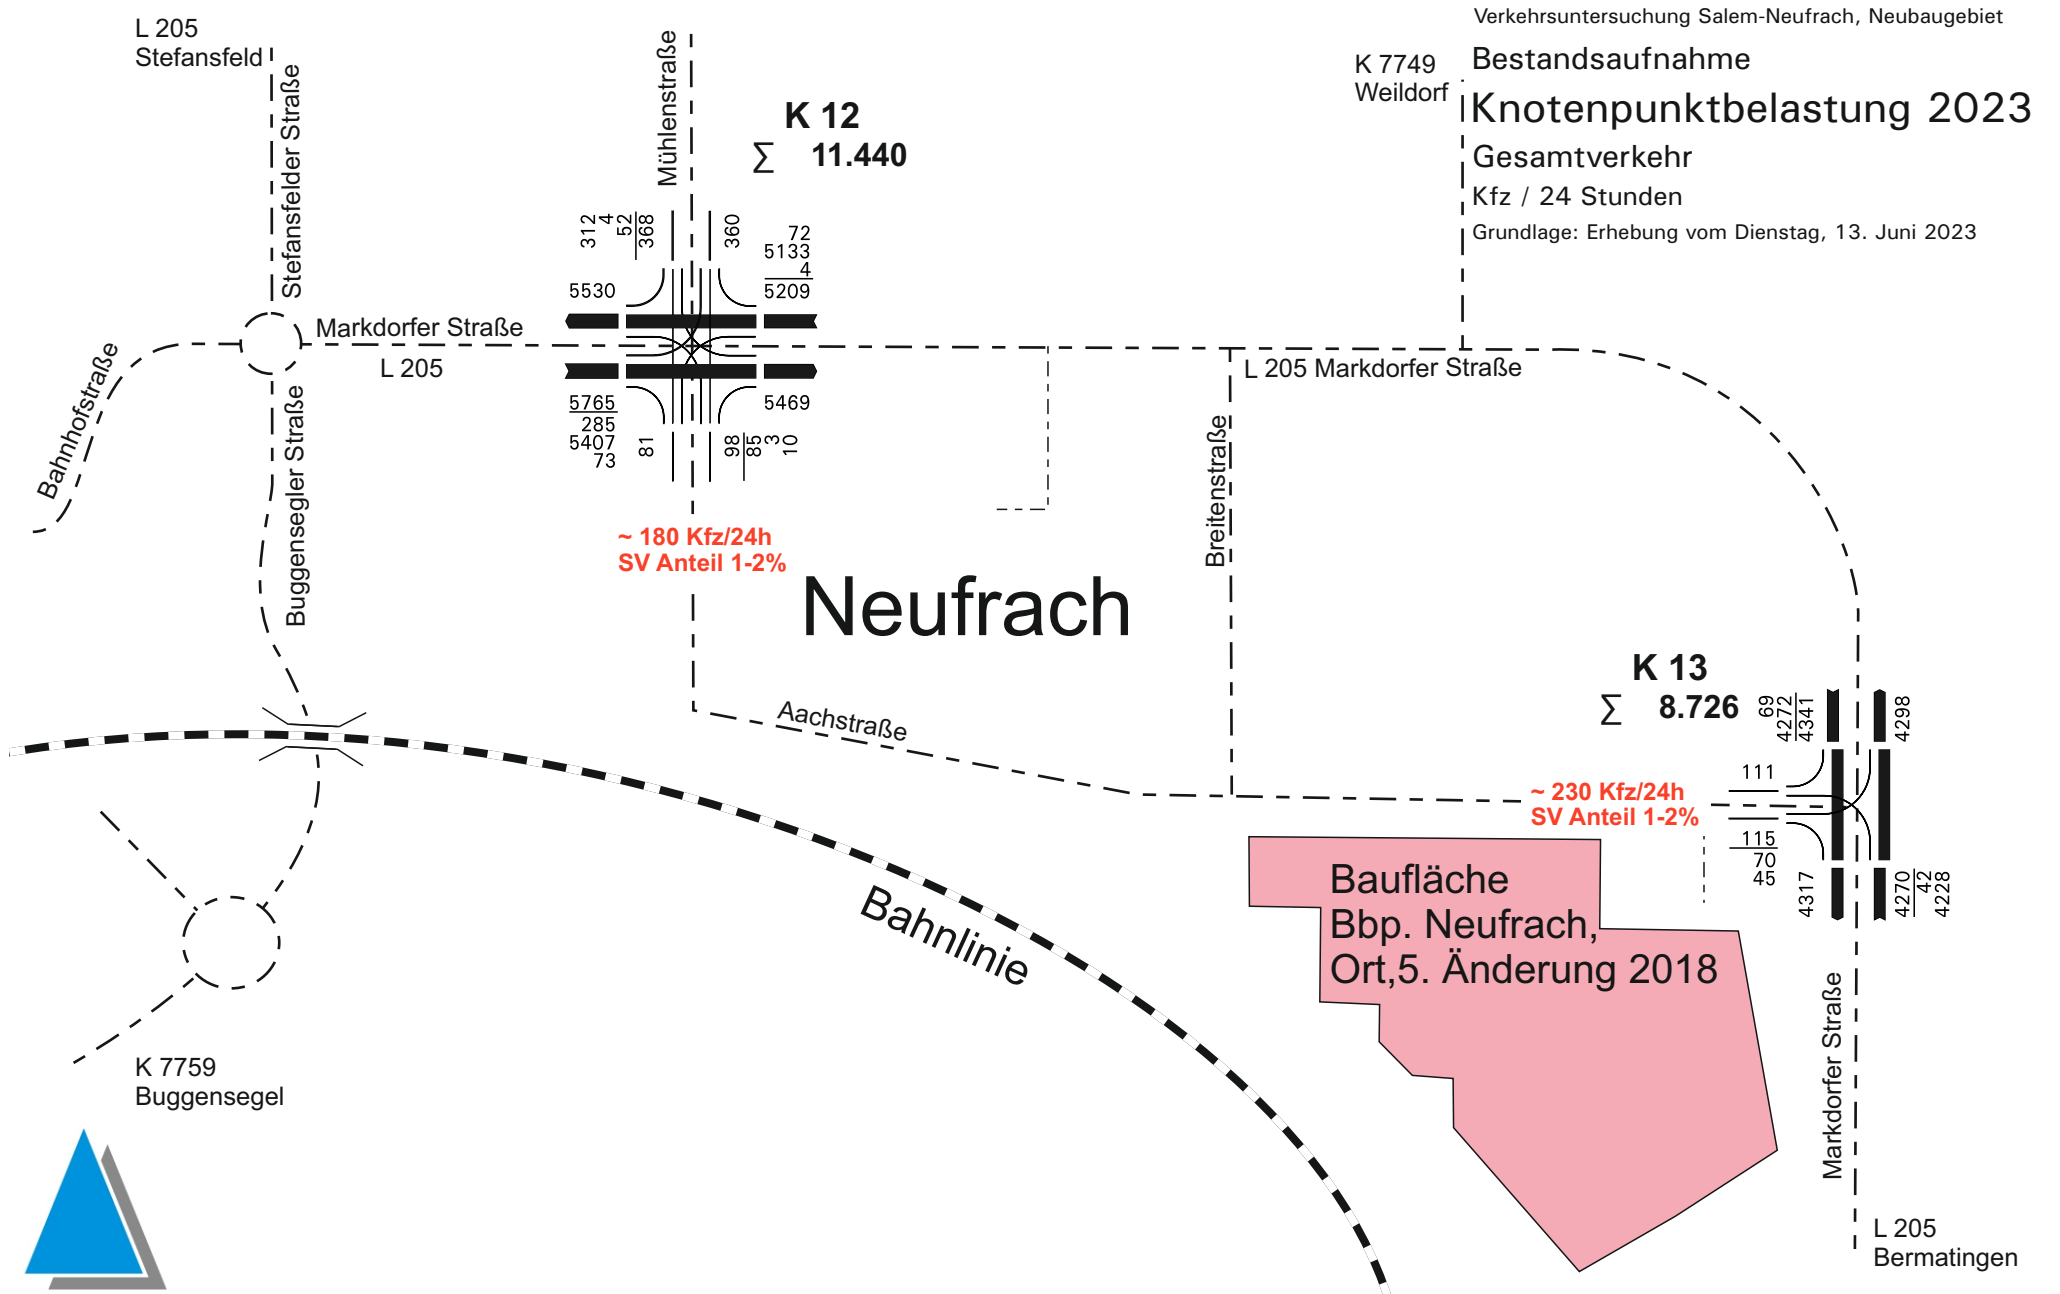 Verkehrsuntersuchung Salem-Neufrach, Neubaugebiet
Bestandsaufnahme
Knotenpunktbelastung 2023
Gesamtverkehr
Kfz / 24 Stunden
Grundlage: Erhebung vom Dienstag, 13. Juni 2023
L 205
Stefansfeld
Stefansfelder Straße
Mühlenstraße
K 12
∑ 11.440
K 7749
Weildorf
312
4
52
368
360
72
5133
4
5209
5530
Markdorfer Straße
L 205
5765
285
5407
73
81
98
85
3
10
5469
L 205 Markdorfer Straße
Bahnhofstraße
Buggensegler Straße
Breitenstraße
~ 180 Kfz/24h
SV Anteil 1-2%
Neufrach
Aachstraße
K 13
∑ 8.726
69
4272
4341
4298
111
~ 230 Kfz/24h
SV Anteil 1-2%
115
70
45
4317
4270
42
4228
Baufläche
Bbp. Neufrach,
Ort,5. Änderung 2018
Bahnlinie
Markdorfer Straße
K 7759
Buggensegel
L 205
Bermatingen